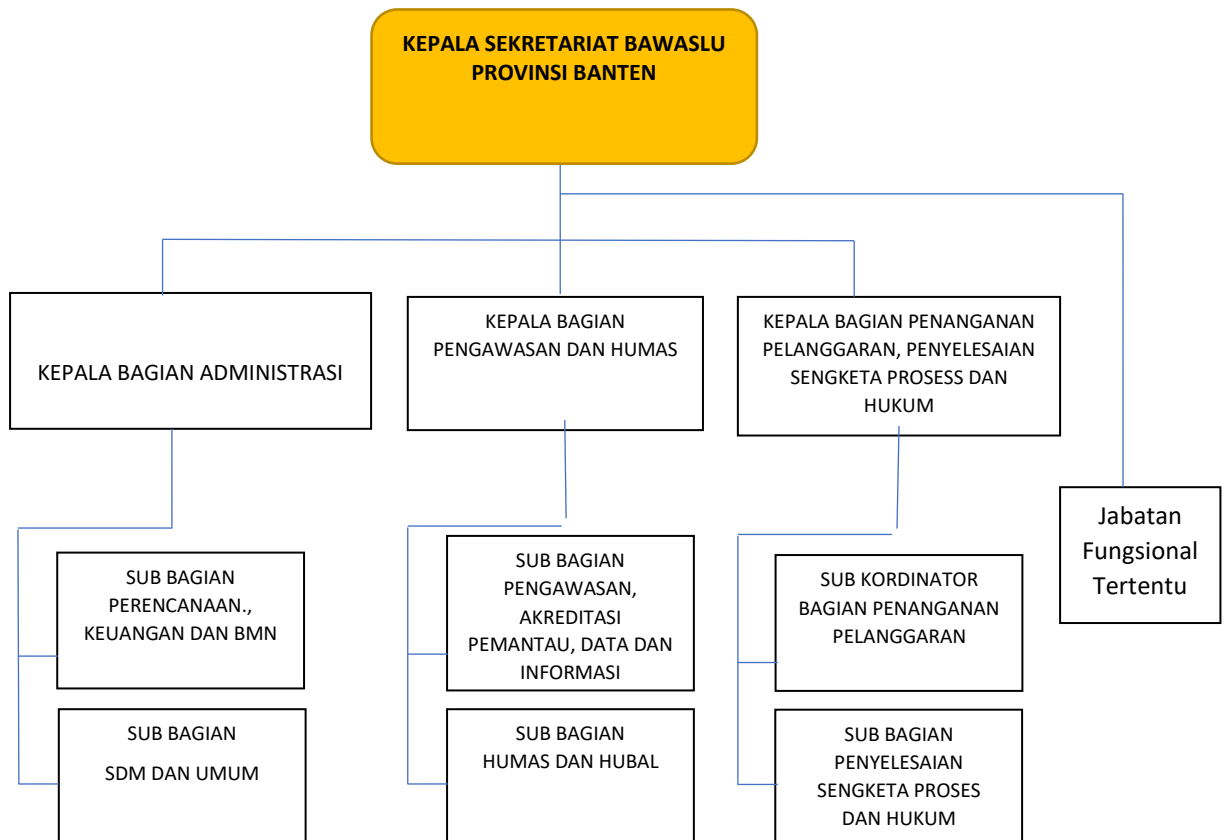 KEPALA SEKRETARIAT BAWASLU
PROVINSI BANTEN
KEPALA BAGIAN ADMINISTRASI
KEPALA BAGIAN
PENGAWASAN DAN HUMAS
KEPALA BAGIAN PENANGANAN
PELANGGARAN, PENYELESAIAN
SENGKETA PROSESS DAN
HUKUM
Jabatan
Fungsional
Tertentu
SUB BAGIAN
PERENCANAAN.,
KEUANGAN DAN BMN
SUB BAGIAN
PENGAWASAN,
AKREDITASI
PEMANTAU, DATA DAN
INFORMASI
SUB KORDINATOR
BAGIAN PENANGANAN
PELANGGARAN
SUB BAGIAN
SDM DAN UMUM
SUB BAGIAN
HUMAS DAN HUBAL
SUB BAGIAN
PENYELESAIAN
SENGKETA PROSES
DAN HUKUM